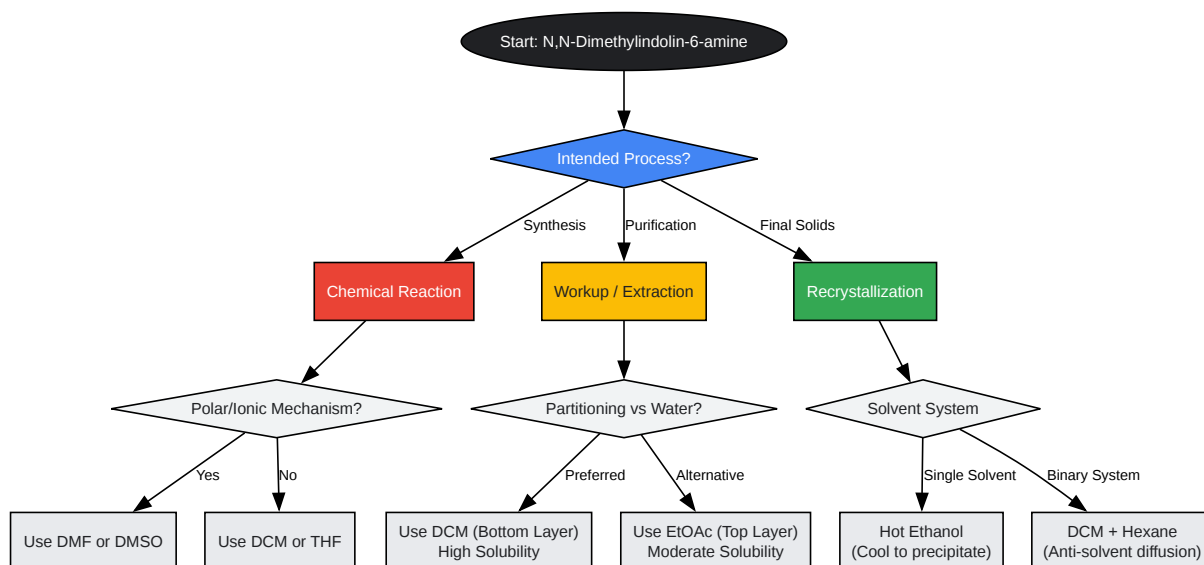 Start: N,N-Dimethylindolin-6-amine
Intended Process?
Synthesis
Purification
Final Solids
Chemical Reaction
Workup / Extraction
Recrystallization
Polar/Ionic Mechanism?
Partitioning vs Water?
Solvent System
Yes
No
Preferred
Alternative
Single Solvent
Binary System
Use DMF or DMSO
Use DCM or THF
Use DCM (Bottom Layer)
High Solubility
Use EtOAc (Top Layer)
Moderate Solubility
Hot Ethanol
(Cool to precipitate)
DCM + Hexane
(Anti-solvent diffusion)